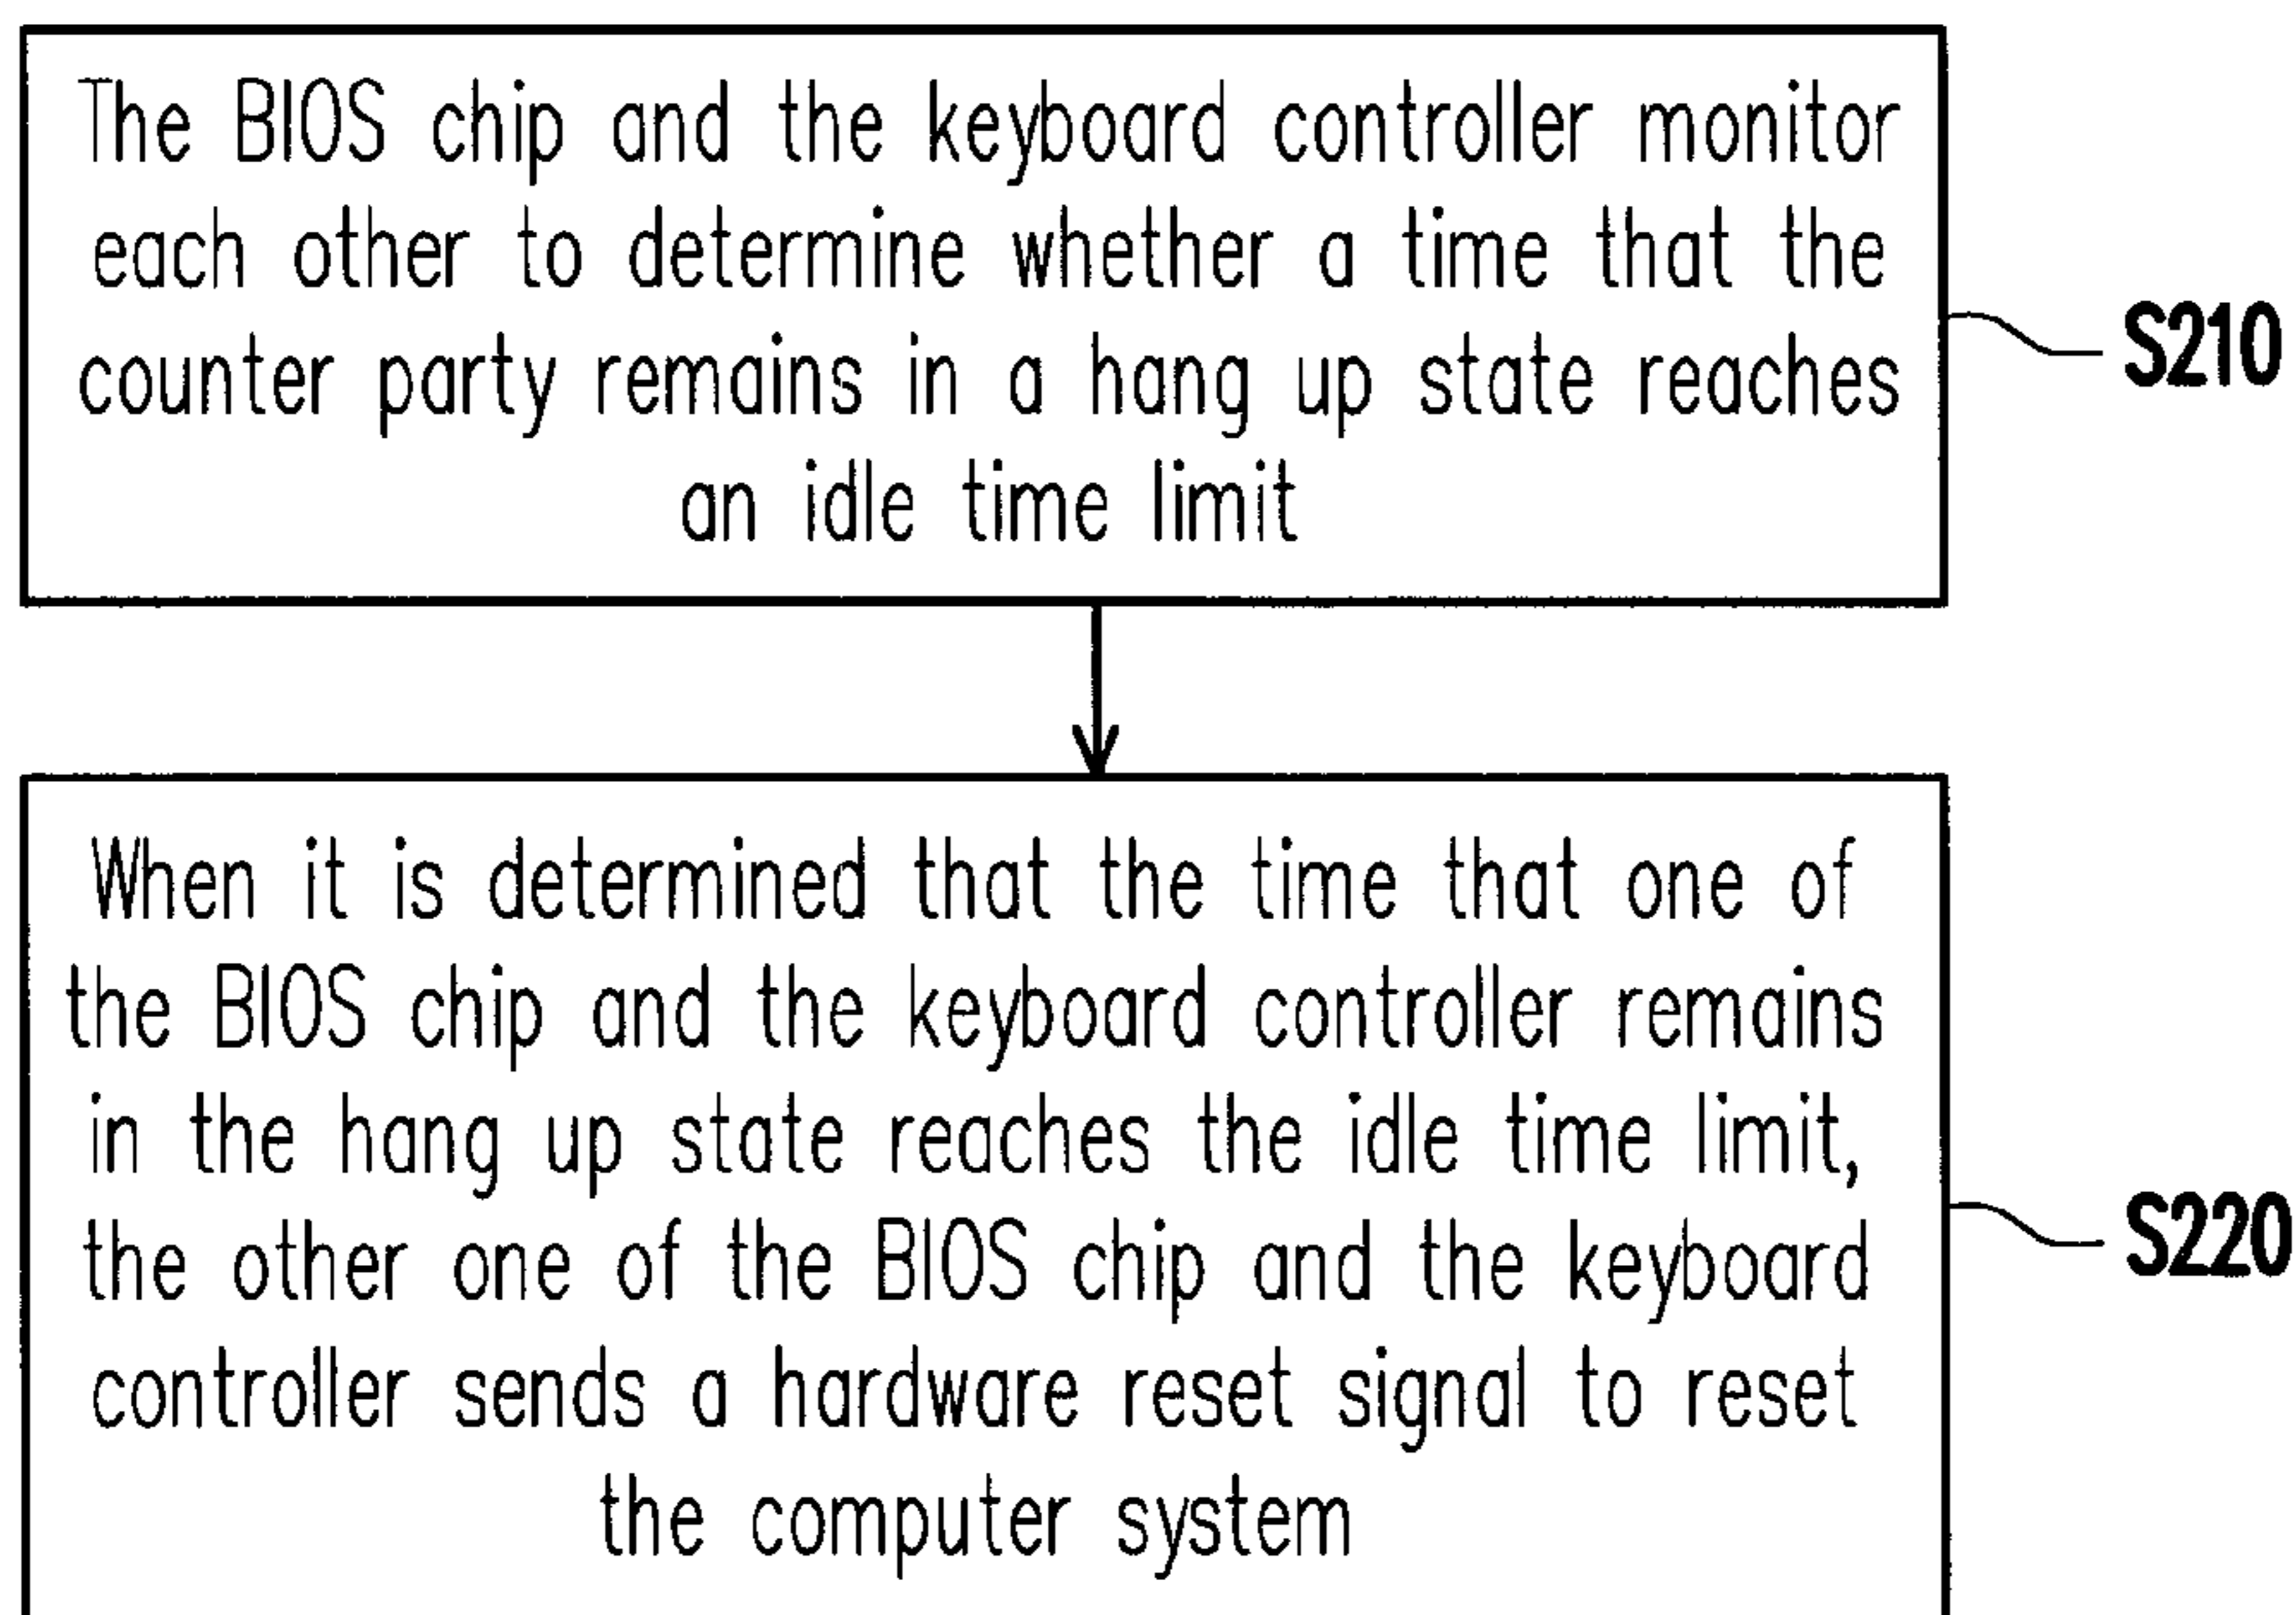 The BIOS chip and the keyboard controller monitor
each other to determine whether a time that the
counter party remains in a hang up state reaches
an idle time limit
S210
When it is determined that the time that one of
the BIOS chip and the keyboard controller remains
in the hang up state reaches the idle time limit,
the other one of the BIOS chip and the keyboard
controller sends a hardware reset signal to reset
the computer system
S220